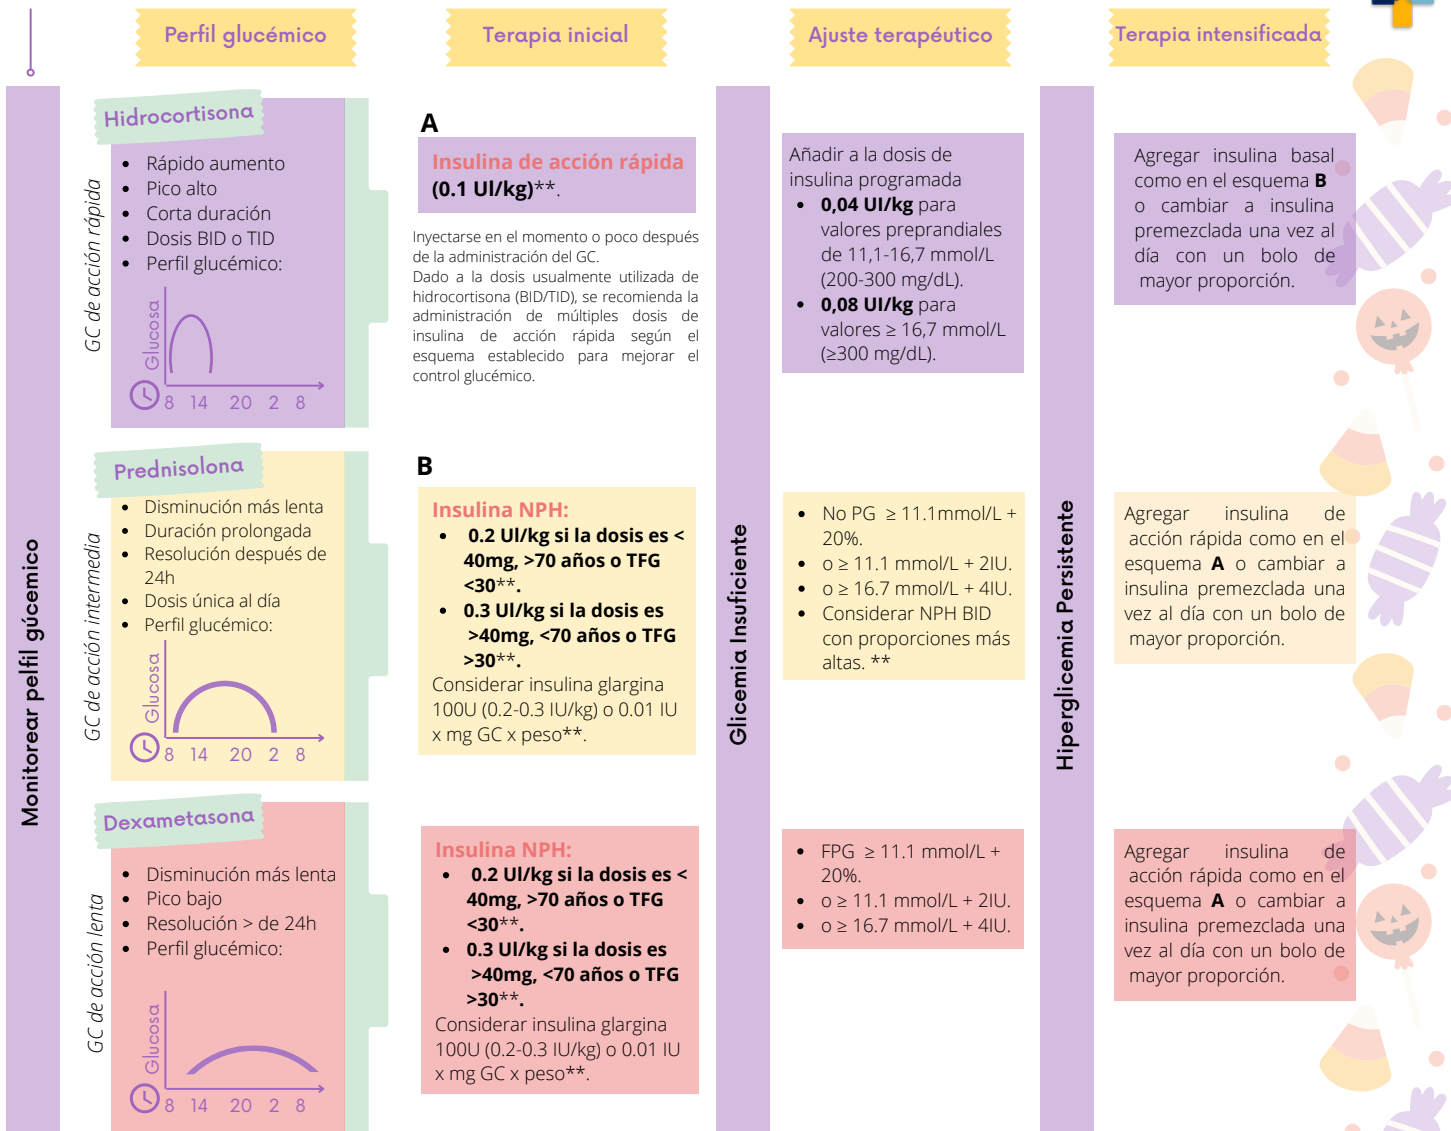 Perfil glucémico
Terapia inicial
Ajuste terapéutico
Terapia intensificada
Monitorear pelfil gúcemico
GC de acción rápida
Hidrocortisona
• Rápido aumento
• Pico alto
• Corta duración
• Dosis BID o TID
• Perfil glucémico:
Glucosa
8 14 20 2 8
A
Insulina de acción rápida
(0.1 UI/kg)**.
Inyectarse en el momento o poco después
de la administración del GC.
Dado a la dosis usualmente utilizada de
hidrocortisona (BID/TID), se recomienda la
administración de múltiples dosis de
insulina de acción rápida según el
esquema establecido para mejorar el
control glucémico.
Glicemia Insuficiente
Añadir a la dosis de
insulina programada
• 0,04 UI/kg para
valores preprandiales
de 11,1-16,7 mmol/L
(200-300 mg/dL).
• 0,08 UI/kg para
valores ≥ 16,7 mmol/L
(≥300 mg/dL).
Hiperglicemia Persistente
Agregar insulina basal
como en el esquema B
o cambiar a insulina
premezclada una vez al
día con un bolo de
mayor proporción.
GC de acción intermedia
Prednisolona
• Disminución más lenta
• Duración prolongada
• Resolución después de
24h
• Dosis única al día
• Perfil glucémico:
Glucosa
8 14 20 2 8
B
Insulina NPH:
• 0.2 UI/kg si la dosis es <
40mg, >70 años o TFG
<30**.
• 0.3 UI/kg si la dosis es
>40mg, <70 años o TFG
>30**.
Considerar insulina glargina
100U (0.2-0.3 IU/kg) o 0.01 IU
x mg GC x peso**.
• No PG ≥ 11.1mmol/L +
20%.
• o ≥ 11.1 mmol/L + 2IU.
• o ≥ 16.7 mmol/L + 4IU.
• Considerar NPH BID
con proporciones más
altas. **
Agregar insulina de
acción rápida como en el
esquema A o cambiar a
insulina premezclada una
vez al día con un bolo de
mayor proporción.
GC de acción lenta
Dexametasona
• Disminución más lenta
• Pico bajo
• Resolución > de 24h
• Perfil glucémico:
Glucosa
8 14 20 2 8
Insulina NPH:
• 0.2 UI/kg si la dosis es <
40mg, >70 años o TFG
<30**.
• 0.3 UI/kg si la dosis es
>40mg, <70 años o TFG
>30**.
Considerar insulina glargina
100U (0.2-0.3 IU/kg) o 0.01 IU
x mg GC x peso**.
• FPG ≥ 11.1 mmol/L +
20%.
• o ≥ 11.1 mmol/L + 2IU.
• o ≥ 16.7 mmol/L + 4IU.
Agregar insulina de
acción rápida como en el
esquema A o cambiar a
insulina premezclada una
vez al día con un bolo de
mayor proporción.